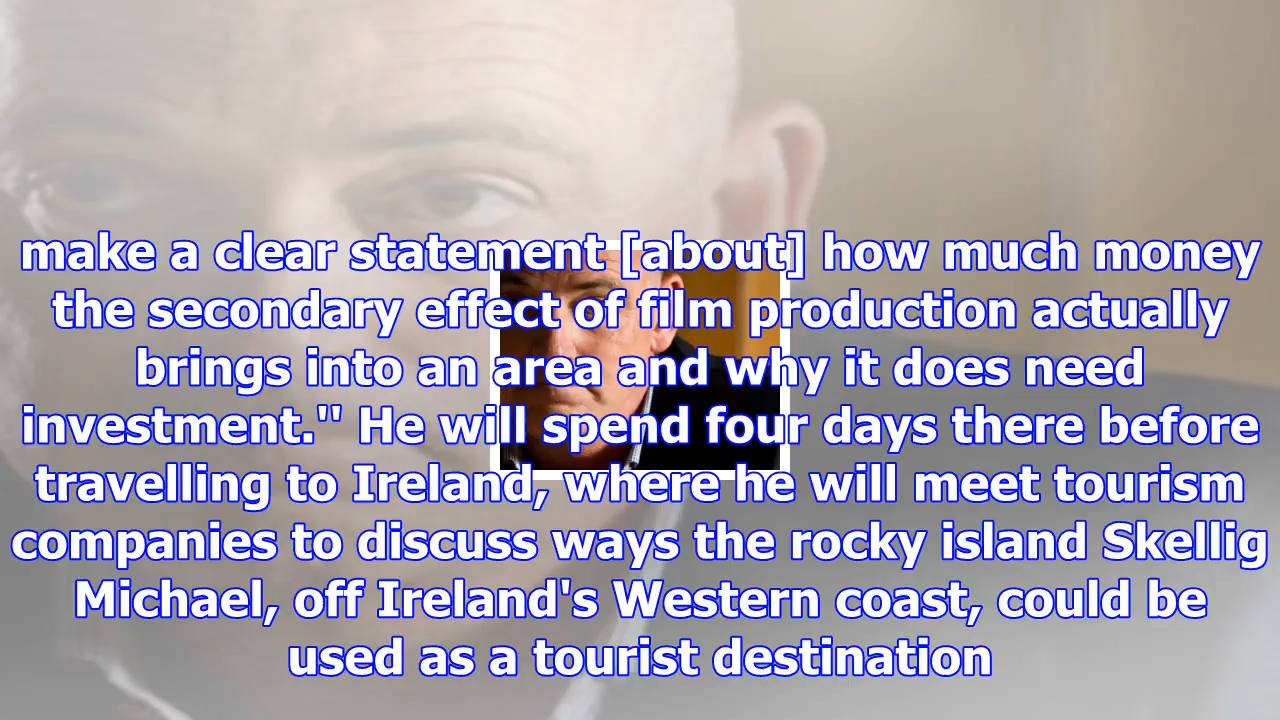 make a clear statement [about] how much money
the secondary effect of film production actually
brings into an area and why it does need
investment." He will spend four days there before
travelling to Ireland, where he will meet tourism
companies to discuss ways the rocky island Skellig
Michael, off Ireland's Western coast, could be
used as a tourist destination